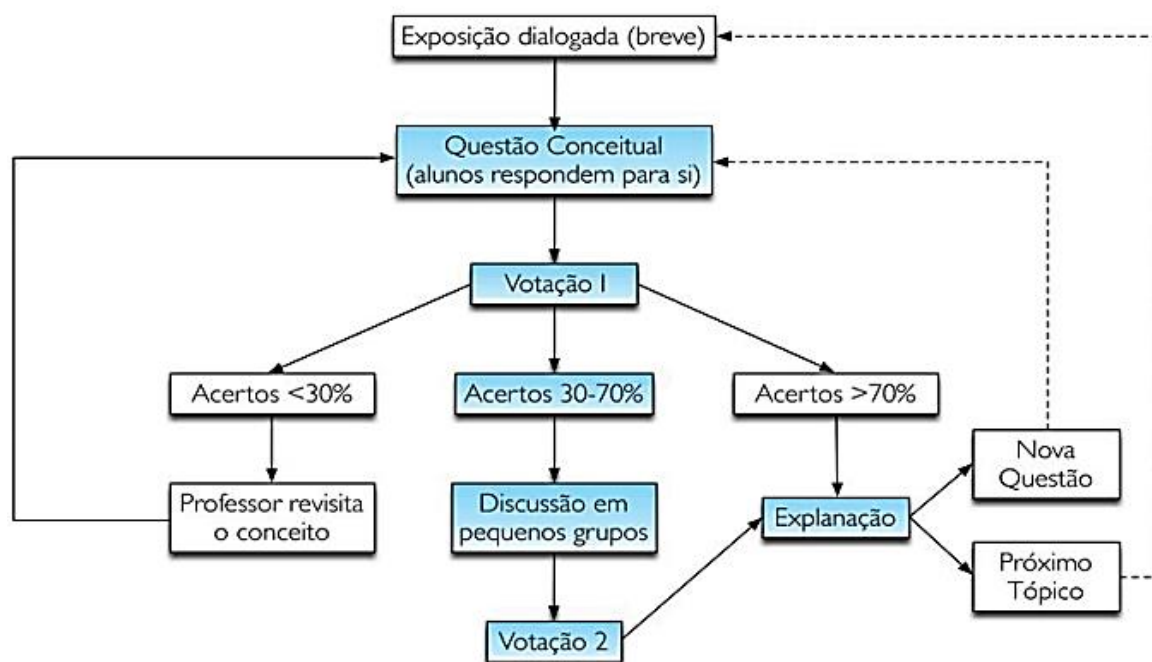 Exposição dialogada (breve)
Questão Conceitual
(alunos respondem para si)
Votação 1
Acertos <30%
Acertos 30-70%
Acertos >70%
Professor revisita
o conceito
Discussão em
pequenos grupos
Explanação
Nova
Questão
Próximo
Tópico
Votação 2